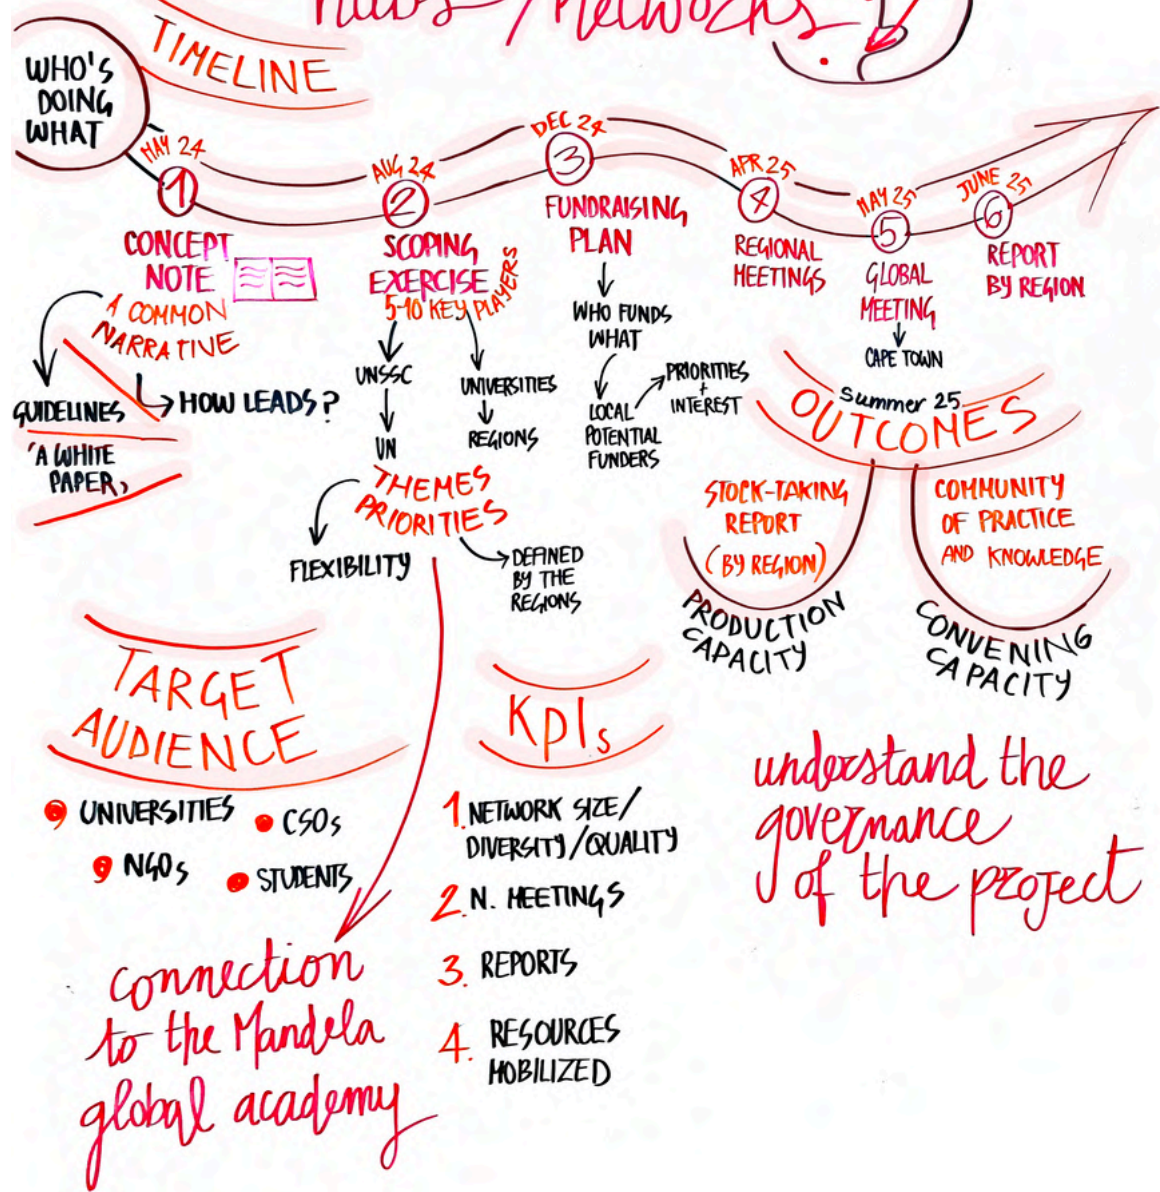 Hubs / Networks
TIMELINE
WHO'S
DOING
WHAT
MAY 24
1
CONCEPT
NOTE
A COMMON
NARRATIVE
GUIDELINES
HOW LEADS?
'A WHITE
PAPER,
AUG 24
2
SCOPING
EXERCISE
5-10 KEY PLAYERS
UNSSC
UN
UNIVERSITIES
REGIONS
THEMES
PRIORITIES
FLEXIBILITY
DEFINED
BY THE
REGIONS
DEC 24
3
FUNDRAISING
PLAN
WHO FUNDS
WHAT
LOCAL
POTENTIAL
FUNDERS
PRIORITIES
+
INTEREST
APR 25
4
REGIONAL
MEETINGS
MAY 25
5
GLOBAL
MEETING
CAPE TOWN
JUNE 25
6
REPORT
BY REGION
Summer 25
OUTCOMES
STOCK-TAKING
REPORT
(BY REGION)
PRODUCTION
CAPACITY
COMMUNITY
OF PRACTICE
AND KNOWLEDGE
CONVENING
CAPACITY
TARGET
AUDIENCE
UNIVERSITIES
CSOs
NGOs
STUDENTS
KPIs
1. NETWORK SIZE/
DIVERSITY/QUALITY
2. N. MEETINGS
3. REPORTS
4. RESOURCES
MOBILIZED
understand the
governance
of the project
connection
to the Mandela
global academy